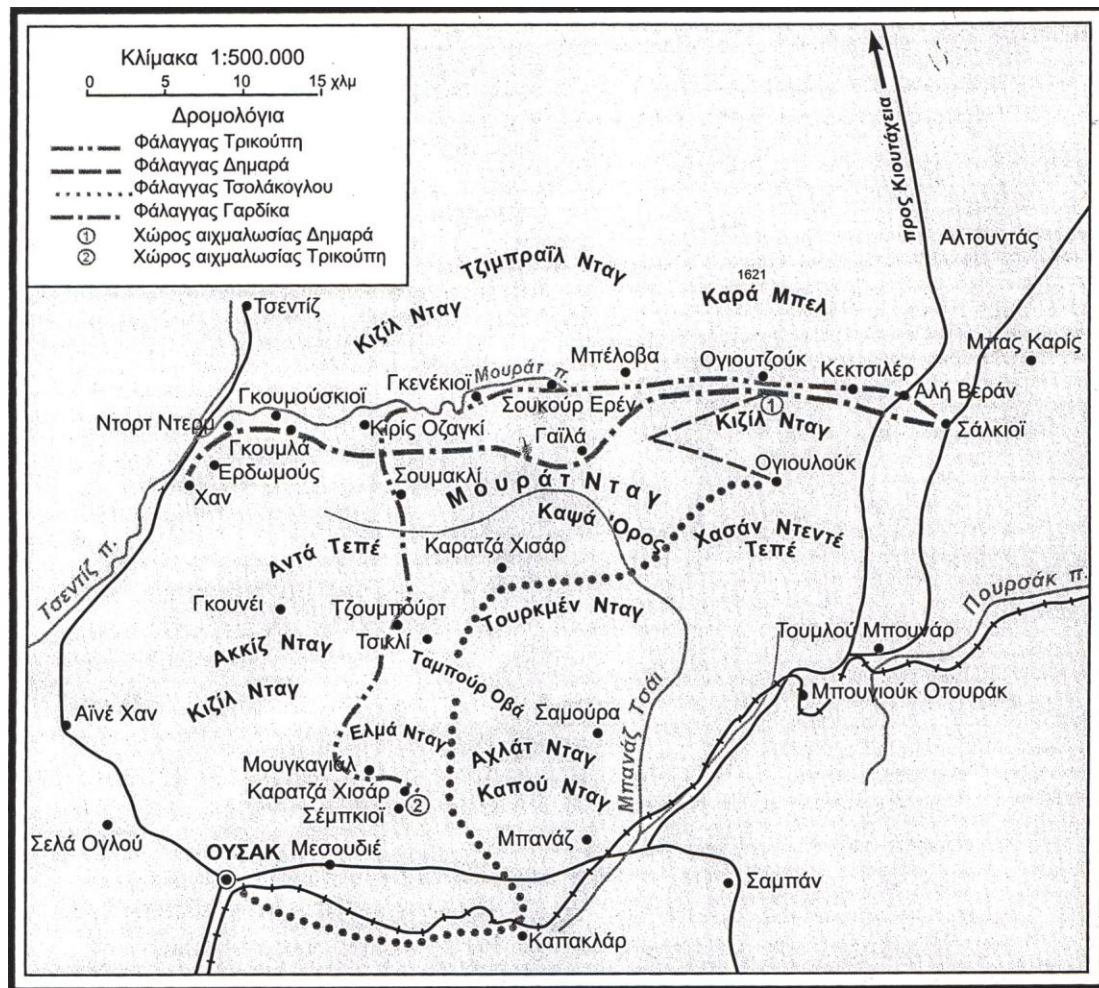 Κλίμακα 1:500.000
0 5 10 15 χλμ
Δρομολόγια
Φάλαγγας Τρικούπη
Φάλαγγας Δημαρά
Φάλαγγας Τσολάκογλου
Φάλαγγας Γαρδίκα
① Χώρος αιχμαλωσίας Δημαρά
② Χώρος αιχμαλωσίας Τρικούπη
προς Κιουτάχεια
Αλτουντάς
Τζιμπραΐλ Νταγ
1621
Καρά Μπελ
Τσεντίζ
Κιζίλ Νταγ
Μπας Καρίς
Μπέλοβα
Ογιουτζούκ
Κεκτσιλέρ
Γκενέκιοϊ
Μουράτ π.
Σουκούρ Ερέν
Αλή Βεράν
Γκουμούσκιοϊ
Ντορτ Ντερμ
Κιρίς Οζαγκί
①
Κιζίλ Νταγ
Σάλκιοϊ
Γκουμλά
Γαϊλά
Ερδωμούς
Σουμακλί
Ογιουλούκ
Χαν
Μουράτ Νταγ
Καψά Όρος
Χασάν Ντεντέ
Τεπέ
Τσεντίζ π.
Αντά Τεπέ
Καρατζά Χισάρ
Πουρσάκ π.
Γκουνέι
Τζουμπούρτ
Τουρκμέν Νταγ
Τσικλί
Τουμλού Μπουνάρ
Ακκίζ Νταγ
Ταμπούρ Οβά
Κιζίλ Νταγ
Μπουγιούκ Οτουράκ
Αϊνέ Χαν
Σαμούρα
Ελμά Νταγ
Αχλάτ Νταγ
Μπανάζ Τσάι
Μουγκαγιάλ
Καπού Νταγ
Καρατζά Χισάρ
②
Σέμπκιοϊ
Σελά Ογλού
Μπανάζ
ΟΥΣΑΚ
Μεσουδιέ
Σαμπάν
Καπακλάρ